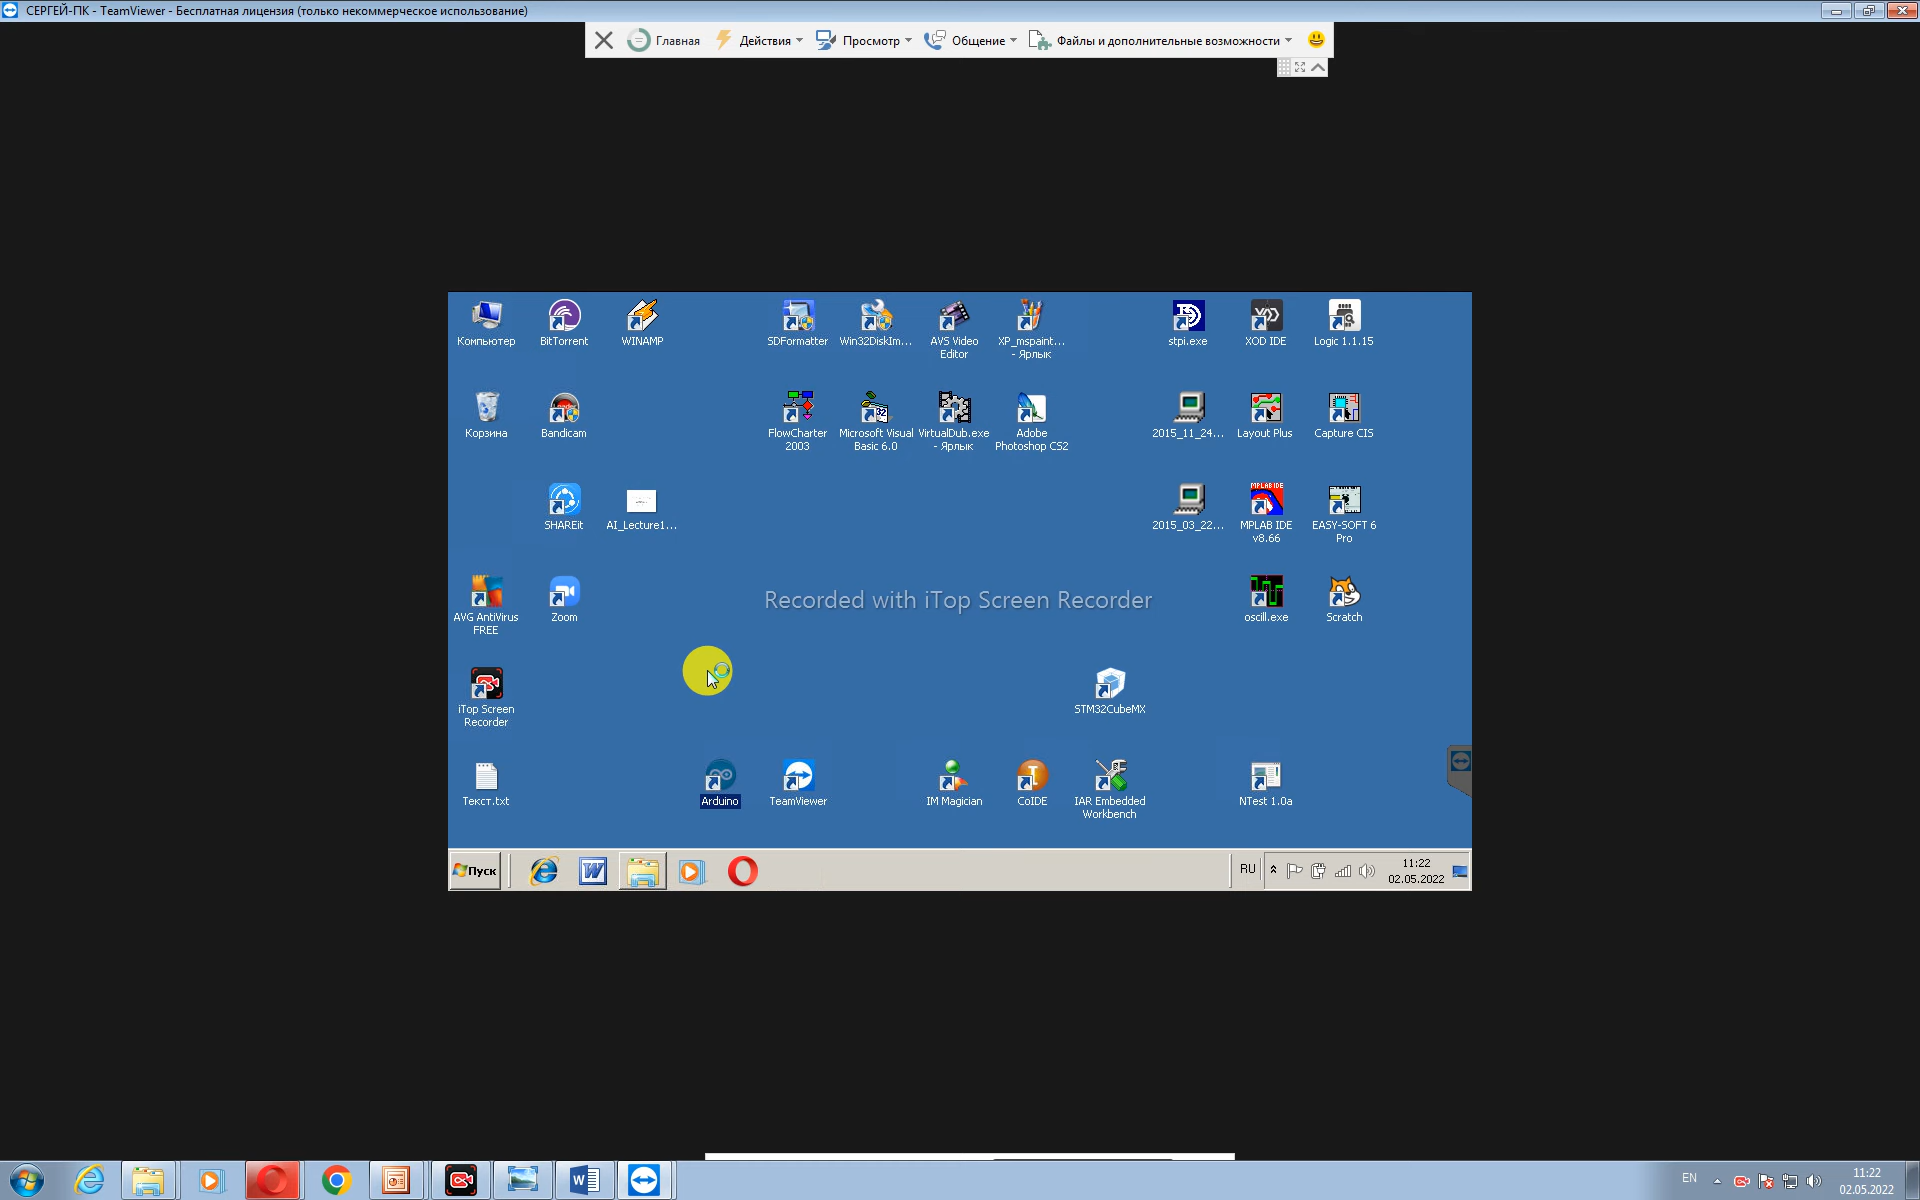 СЕРГЕЙ-ПК - TeamViewer - Бесплатная лицензия (только некоммерческое использование)
Главная Действия Просмотр Общение Файлы и дополнительные возможности
Компьютер BitTorrent WINAMP SDFormatter Win32DiskIm... AVS Video Editor XP_mspaint... - Ярлык stpi.exe XOD IDE Logic 1.1.15
Корзина Bandicam FlowCharter 2003 Microsoft Visual Basic 6.0 VirtualDub.exe - Ярлык Adobe Photoshop CS2 2015_11_24... Layout Plus Capture CIS
SHAREit AI_Lecture1... 2015_03_22... MPLAB IDE v8.66 EASY-SOFT 6 Pro
AVG AntiVirus FREE Zoom oscill.exe Scratch
Recorded with iTop Screen Recorder
iTop Screen Recorder STM32CubeMX
Текст.txt Arduino TeamViewer IM Magician CoIDE IAR Embedded Workbench NTest 1.0a
Пуск RU 11:22
02.05.2022
EN 11:22
02.05.2022